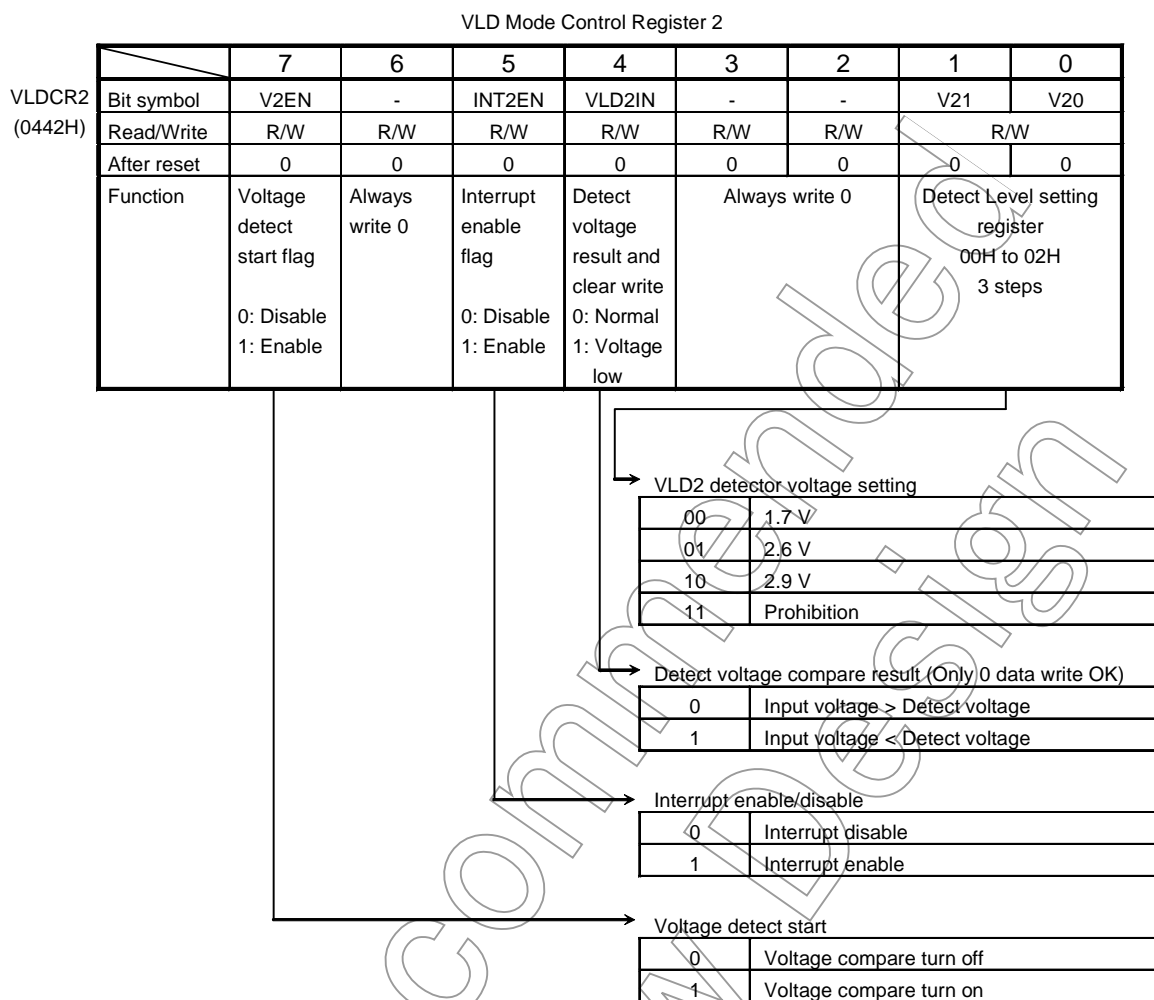 VLD Mode Control Register 2
7 6 5 4 3 2 1 0
VLDCR2 Bit symbol V2EN - INT2EN VLD2IN - - V21 V20
(0442H) Read/Write R/W R/W R/W R/W R/W R/W R/W
After reset 0 0 0 0 0 0 0 0
Function Voltage Always Interrupt Detect Always write 0 Detect Level setting
detect write 0 enable voltage register
start flag flag result and 00H to 02H
clear write 3 steps
0: Disable 0: Disable 0: Normal
1: Enable 1: Enable 1: Voltage
low
VLD2 detector voltage setting
00 1.7 V
01 2.6 V
10 2.9 V
11 Prohibition
Detect voltage compare result (Only 0 data write OK)
0 Input voltage > Detect voltage
1 Input voltage < Detect voltage
Interrupt enable/disable
0 Interrupt disable
1 Interrupt enable
Voltage detect start
0 Voltage compare turn off
1 Voltage compare turn on
commended
w Design